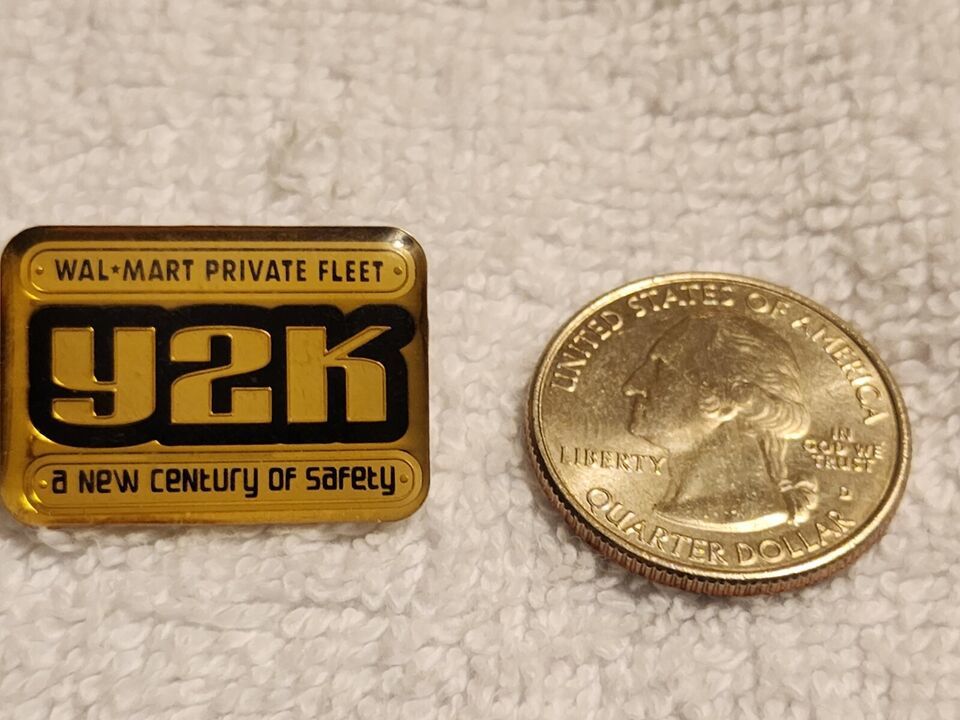 WAL★MART PRIVATE FLEET
Y2K
a NEW CENTURY OF SAFETY
UNITED STATES OF AMERICA
LIBERTY
IN
GOD WE
TRUST
D
QUARTER DOLLAR